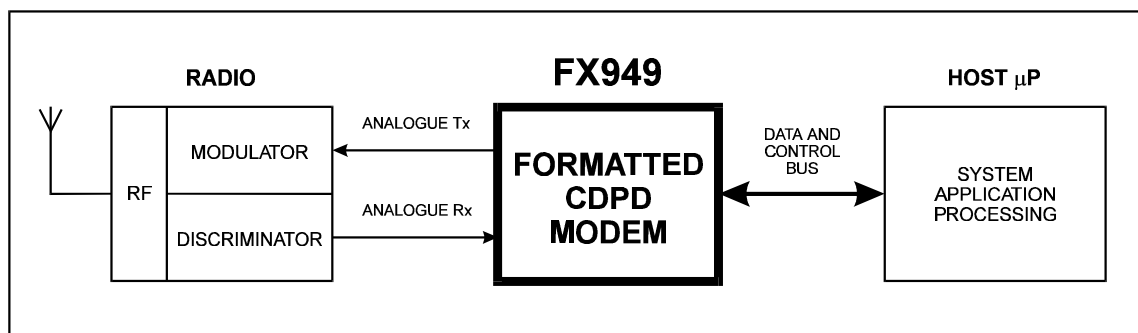 RADIO
FX949
HOST µP
RF
MODULATOR
DISCRIMINATOR
ANALOGUE Tx
ANALOGUE Rx
FORMATTED
CDPD
MODEM
DATA AND
CONTROL
BUS
SYSTEM
APPLICATION
PROCESSING